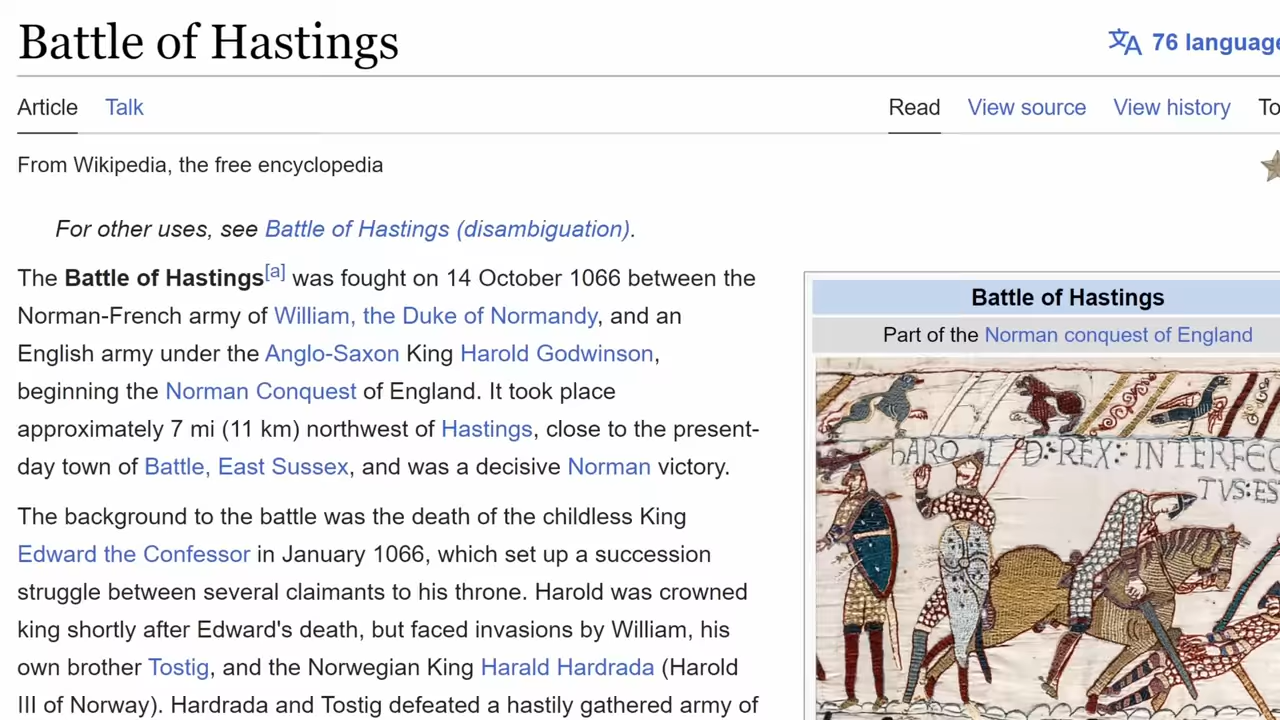 Battle of Hastings
76 language
Article Talk Read View source View history To
From Wikipedia, the free encyclopedia
For other uses, see Battle of Hastings (disambiguation).
The Battle of Hastings[a] was fought on 14 October 1066 between the
Norman-French army of William, the Duke of Normandy, and an
English army under the Anglo-Saxon King Harold Godwinson,
beginning the Norman Conquest of England. It took place
approximately 7 mi (11 km) northwest of Hastings, close to the present-
day town of Battle, East Sussex, and was a decisive Norman victory.
The background to the battle was the death of the childless King
Edward the Confessor in January 1066, which set up a succession
struggle between several claimants to his throne. Harold was crowned
king shortly after Edward's death, but faced invasions by William, his
own brother Tostig, and the Norwegian King Harald Hardrada (Harold
III of Norway). Hardrada and Tostig defeated a hastily gathered army of
Battle of Hastings
Part of the Norman conquest of England
D:REX:INTERFEC
TVS:ES